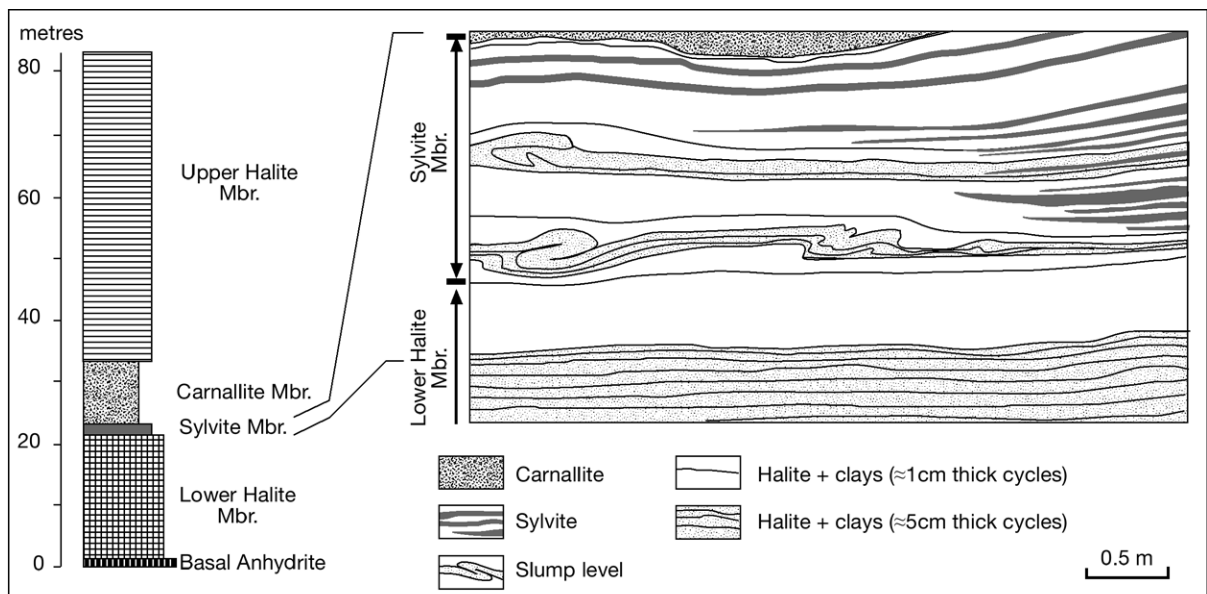 metres
80
60
40
20
0
Upper Halite
Mbr.
Carnallite Mbr.
Sylvite Mbr.
Lower Halite
Mbr.
Basal Anhydrite
Sylvite
Mbr.
Lower Halite
Mbr.
Carnallite
Sylvite
Slump level
Halite + clays (≈1cm thick cycles)
Halite + clays (≈5cm thick cycles)
0.5 m